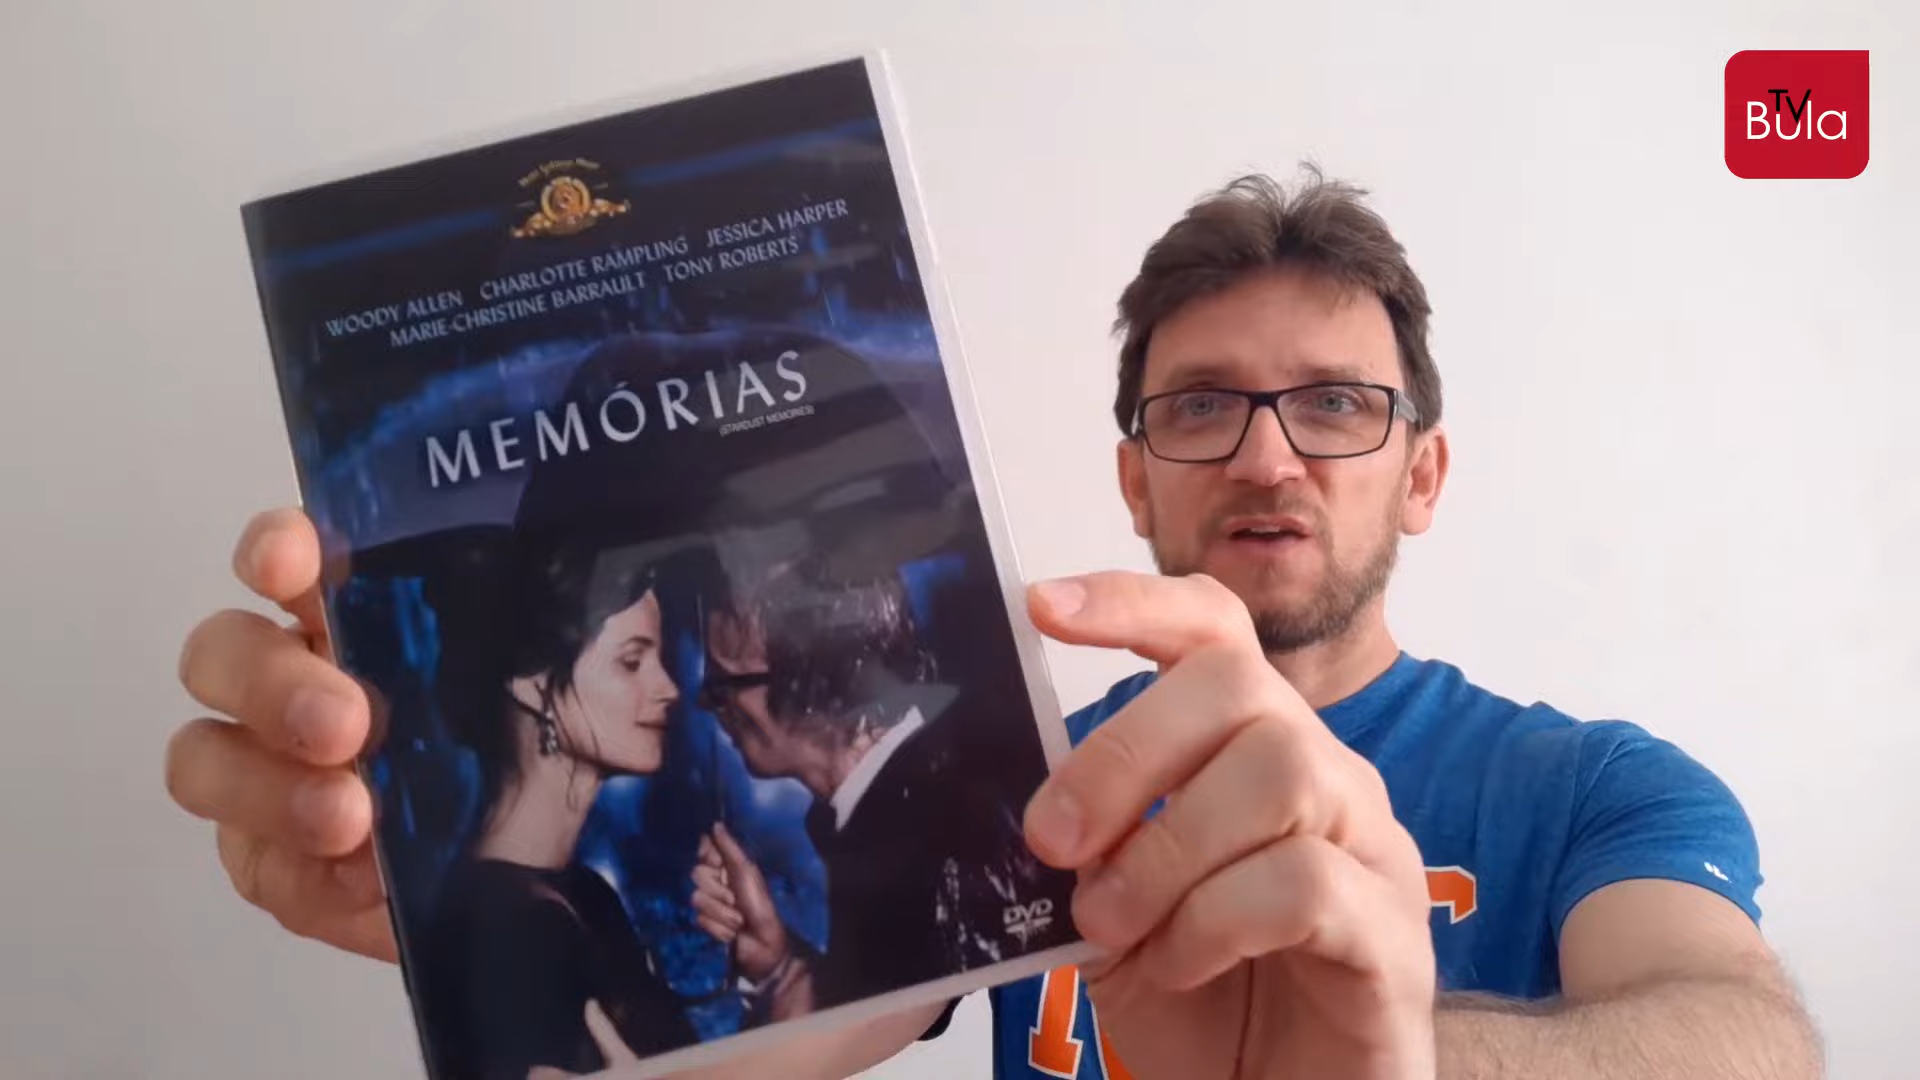 WOODY ALLEN CHARLOTTE RAMPLING JESSICA HARPER
MARIE-CHRISTINE BARRAULT TONY ROBERTS
MEMÓRIAS
(STARDUST MEMORIES)
DVD
TV
Bula